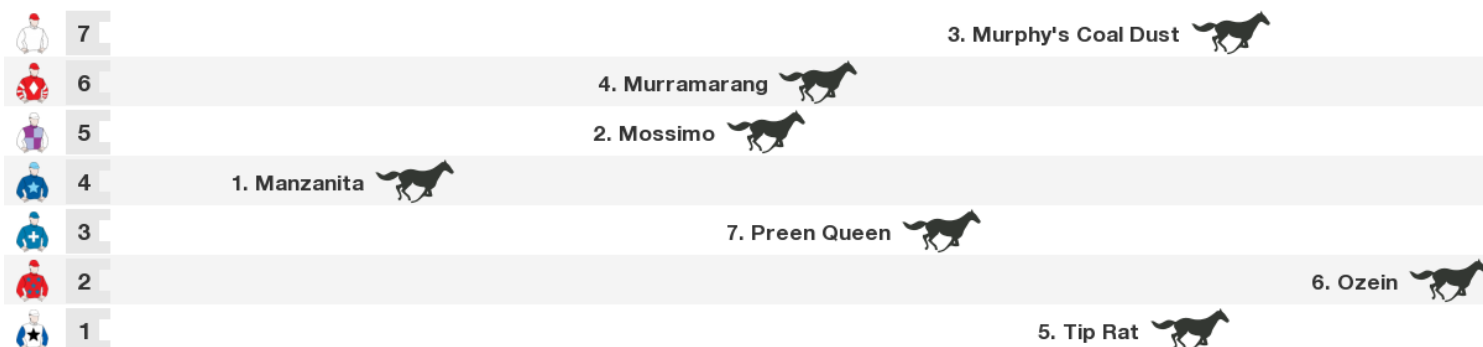 7 3. Murphy's Coal Dust
6 4. Murramarang
5 2. Mossimo
4 1. Manzanita
3 7. Preen Queen
2 6. Ozein
1 5. Tip Rat